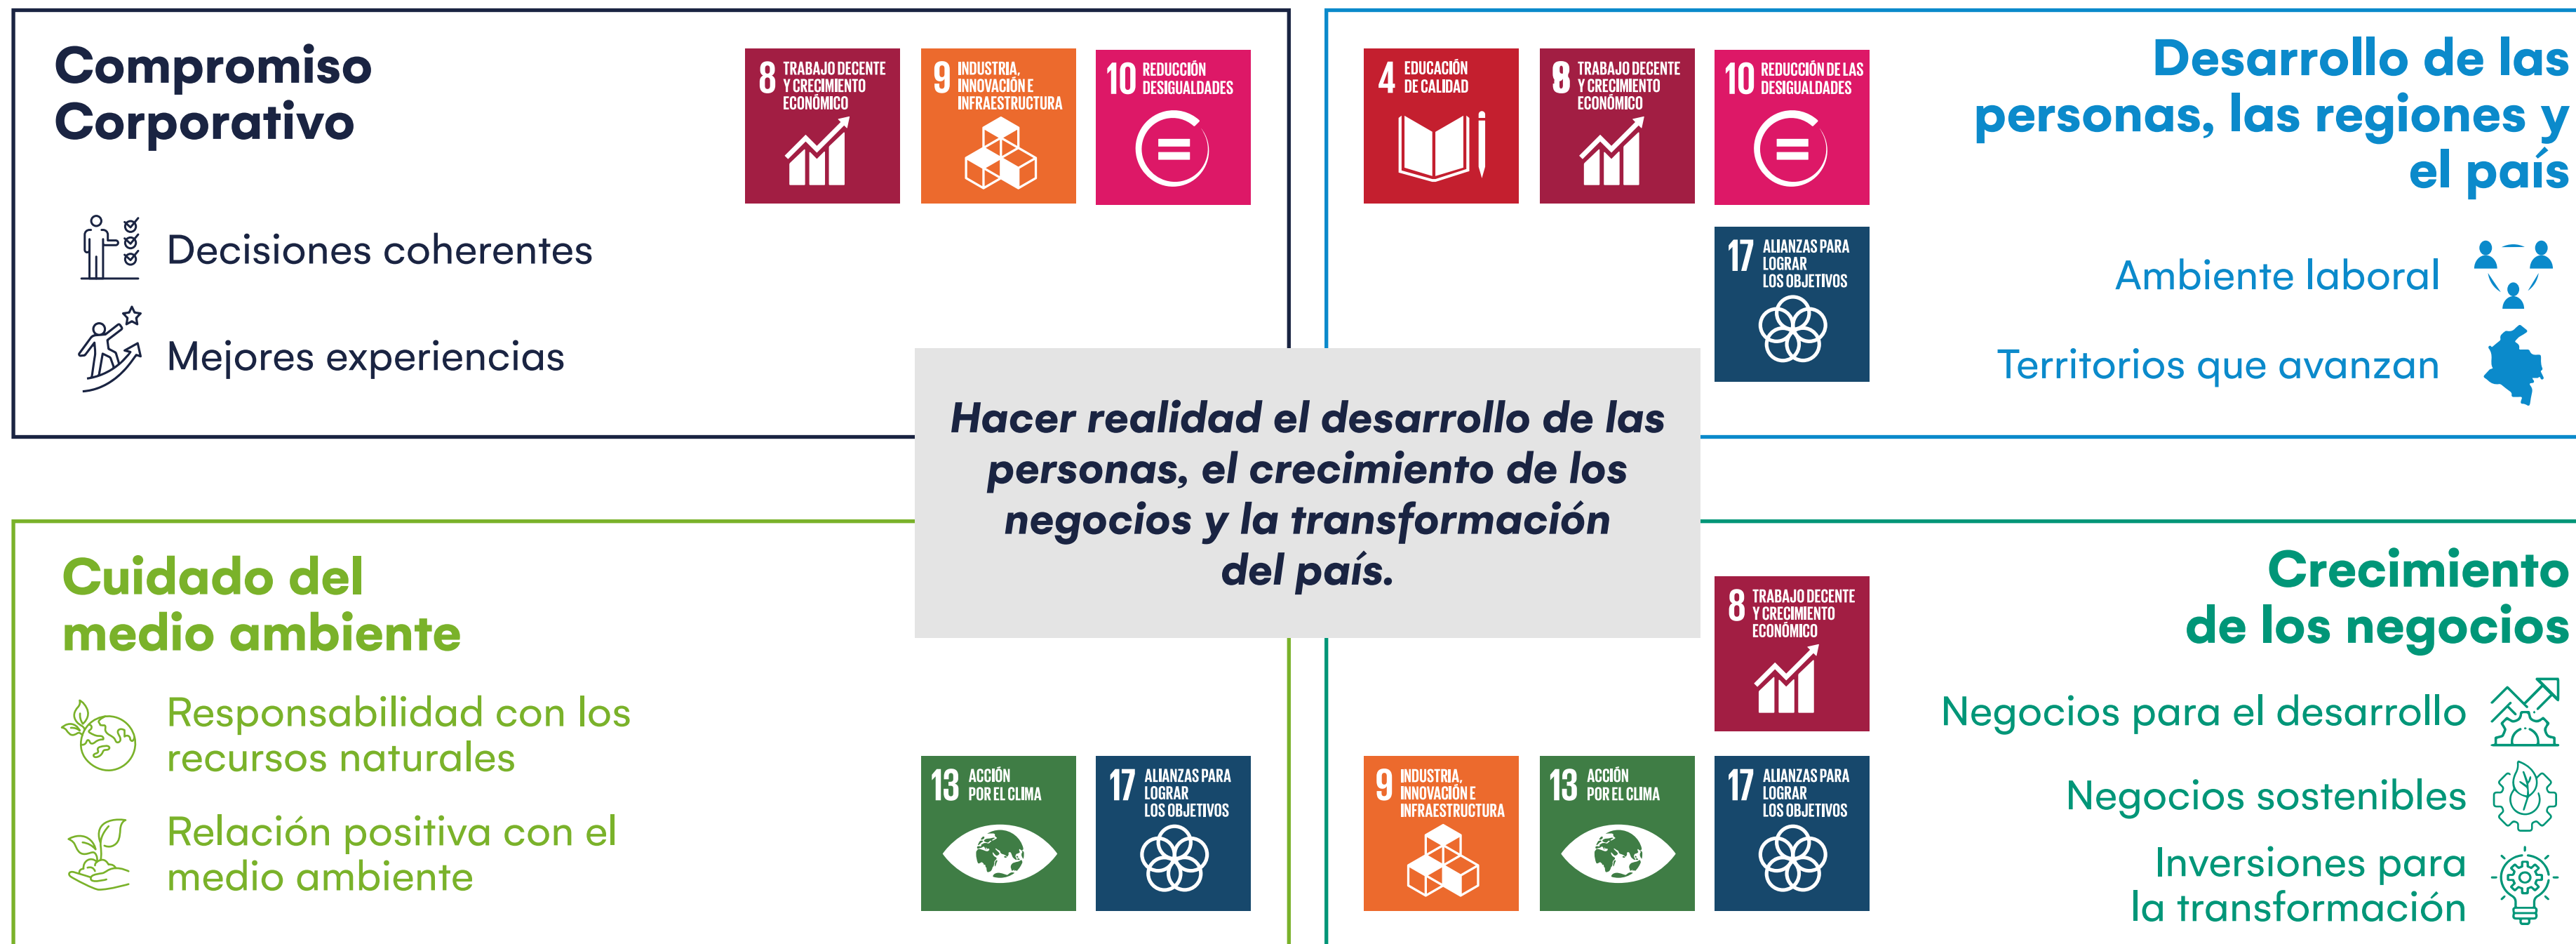 Compromiso
Corporativo
8 TRABAJO DECENTE
Y CRECIMIENTO
ECONÓMICO
9 INDUSTRIA,
INNOVACIÓN E
INFRAESTRUCTURA
10 REDUCCIÓN
DESIGUALDADES
Decisiones coherentes
Mejores experiencias
4 EDUCACIÓN
DE CALIDAD
8 TRABAJO DECENTE
Y CRECIMIENTO
ECONÓMICO
10 REDUCCIÓN DE LAS
DESIGUALDADES
17 ALIANZAS PARA
LOGRAR
LOS OBJETIVOS
Desarrollo de las
personas, las regiones y
el país
Ambiente laboral
Territorios que avanzan
Hacer realidad el desarrollo de las
personas, el crecimiento de los
negocios y la transformación
del país.
Cuidado del
medio ambiente
Responsabilidad con los
recursos naturales
Relación positiva con el
medio ambiente
13 ACCIÓN
POR EL CLIMA
17 ALIANZAS PARA
LOGRAR
LOS OBJETIVOS
8 TRABAJO DECENTE
Y CRECIMIENTO
ECONÓMICO
9 INDUSTRIA,
INNOVACIÓN E
INFRAESTRUCTURA
13 ACCIÓN
POR EL CLIMA
17 ALIANZAS PARA
LOGRAR
LOS OBJETIVOS
Crecimiento
de los negocios
Negocios para el desarrollo
Negocios sostenibles
Inversiones para
la transformación